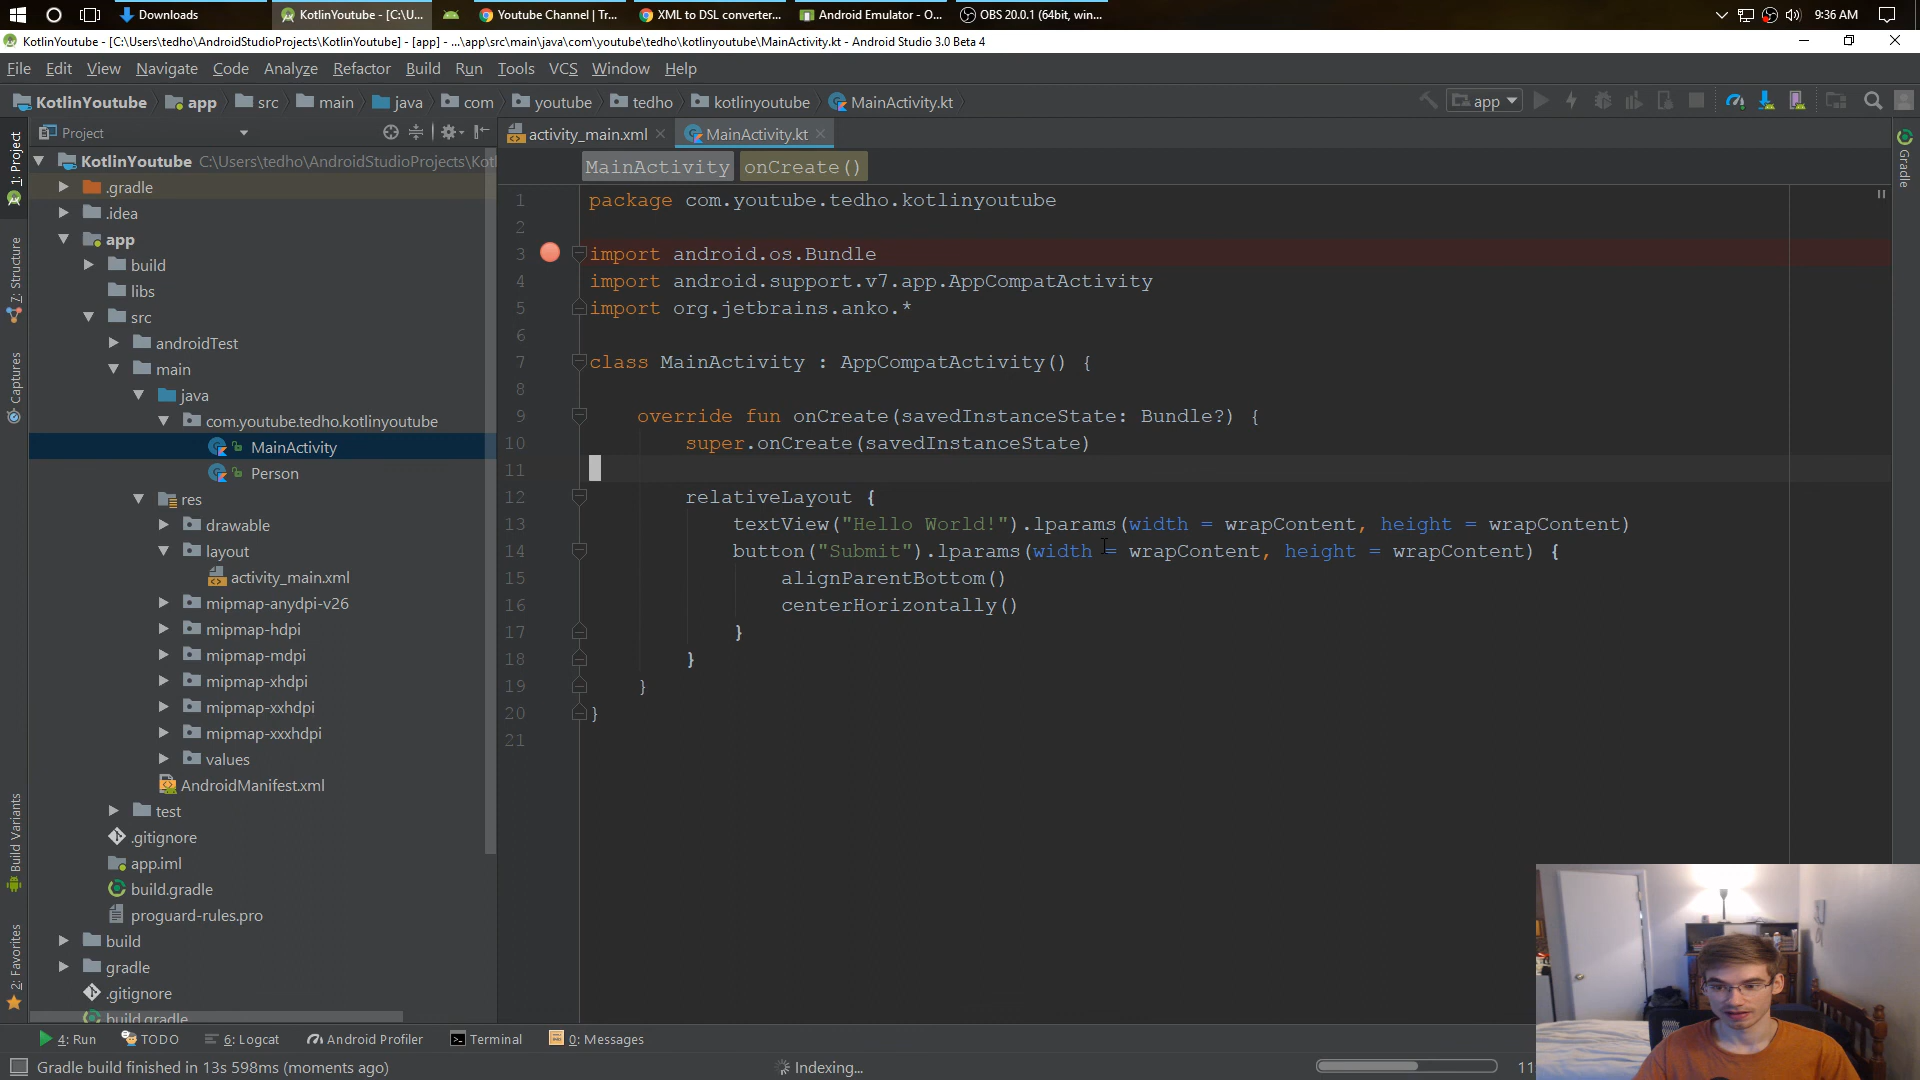 Downloads
KotlinYoutube - [C:\U...
Youtube Channel | Tr...
XML to DSL converter...
Android Emulator - O...
OBS 20.0.1 (64bit, win...
9:36 AM
KotlinYoutube - [C:\Users\tedho\AndroidStudioProjects\KotlinYoutube] - [app] - ...\app\src\main\java\com\youtube\tedho\kotlinyoutube\MainActivity.kt - Android Studio 3.0 Beta 4
File Edit View Navigate Code Analyze Refactor Build Run Tools VCS Window Help
KotlinYoutube app src main java com youtube tedho kotlinyoutube MainActivity.kt
app
Project
activity_main.xml
MainActivity.kt
MainActivity
onCreate()
1: Project
7: Structure
Captures
Build Variants
2: Favorites
Gradle
KotlinYoutube C:\Users\tedho\AndroidStudioProjects\Kotl
.gradle
.idea
app
build
libs
src
androidTest
main
java
com.youtube.tedho.kotlinyoutube
MainActivity
Person
res
drawable
layout
activity_main.xml
mipmap-anydpi-v26
mipmap-hdpi
mipmap-mdpi
mipmap-xhdpi
mipmap-xxhdpi
mipmap-xxxhdpi
values
AndroidManifest.xml
test
.gitignore
app.iml
build.gradle
proguard-rules.pro
build
gradle
.gitignore
build.gradle
1 package com.youtube.tedho.kotlinyoutube
2
3 import android.os.Bundle
4 import android.support.v7.app.AppCompatActivity
5 import org.jetbrains.anko.*
6
7 class MainActivity : AppCompatActivity() {
8
9 override fun onCreate(savedInstanceState: Bundle?) {
10 super.onCreate(savedInstanceState)
11
12 relativeLayout {
13 textView("Hello World!").lparams(width = wrapContent, height = wrapContent)
14 button("Submit").lparams(width = wrapContent, height = wrapContent) {
15 alignParentBottom()
16 centerHorizontally()
17 }
18 }
19 }
20 }
21
4: Run
TODO
6: Logcat
Android Profiler
Terminal
0: Messages
Gradle build finished in 13s 598ms (moments ago)
Indexing...